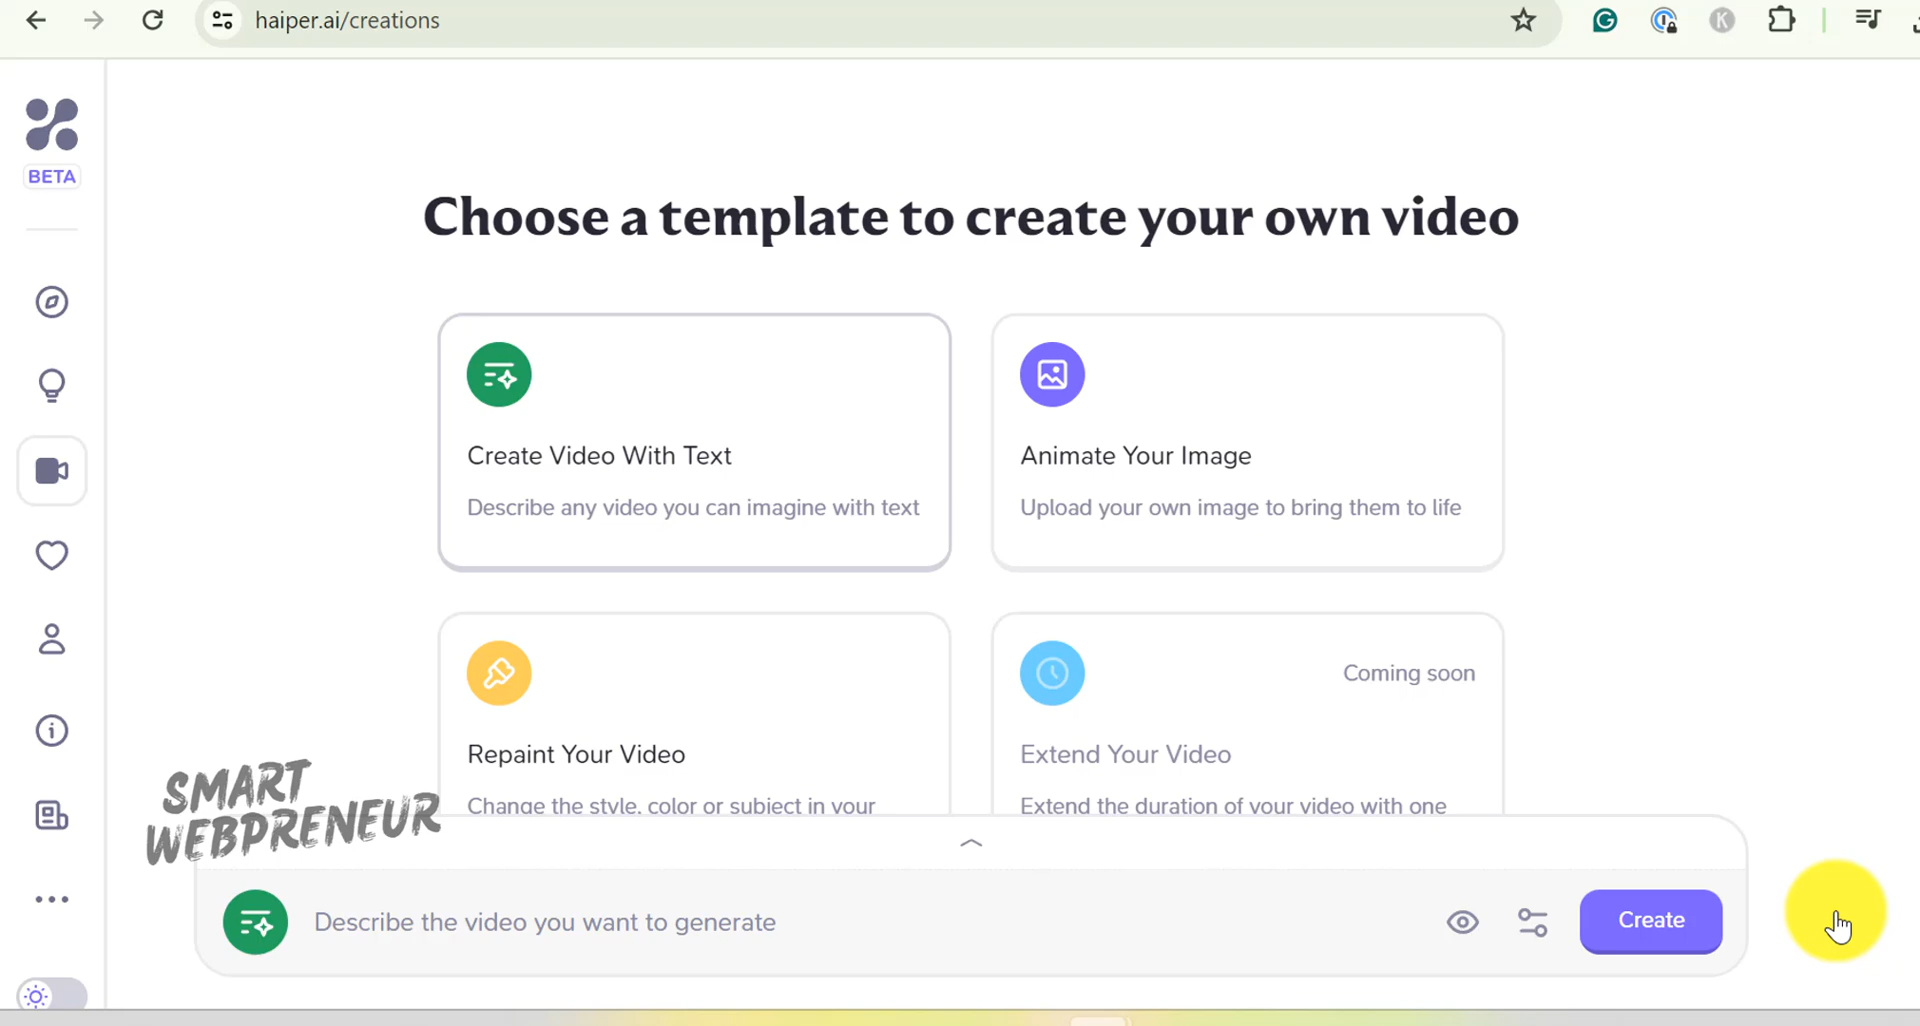 haiper.ai/creations
BETA
Choose a template to create your own video
Create Video With Text
Describe any video you can imagine with text
Animate Your Image
Upload your own image to bring them to life
Repaint Your Video
Change the style, color or subject in your
Coming soon
Extend Your Video
Extend the duration of your video with one
SMART
WEBPRENEUR
Describe the video you want to generate
Create